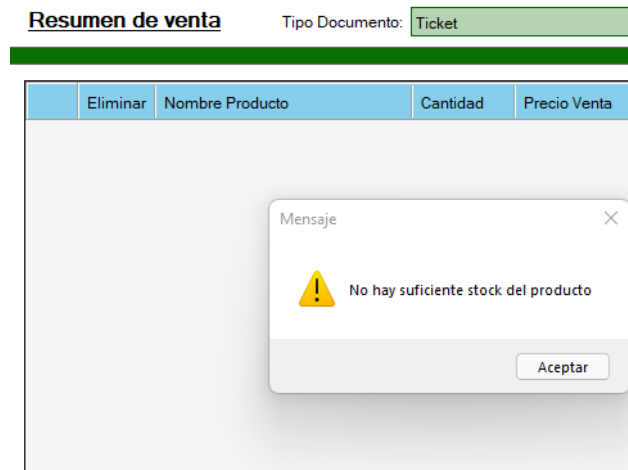 Resumen de venta Tipo Documento: Ticket
Eliminar Nombre Producto Cantidad Precio Venta
Mensaje
No hay suficiente stock del producto
Aceptar